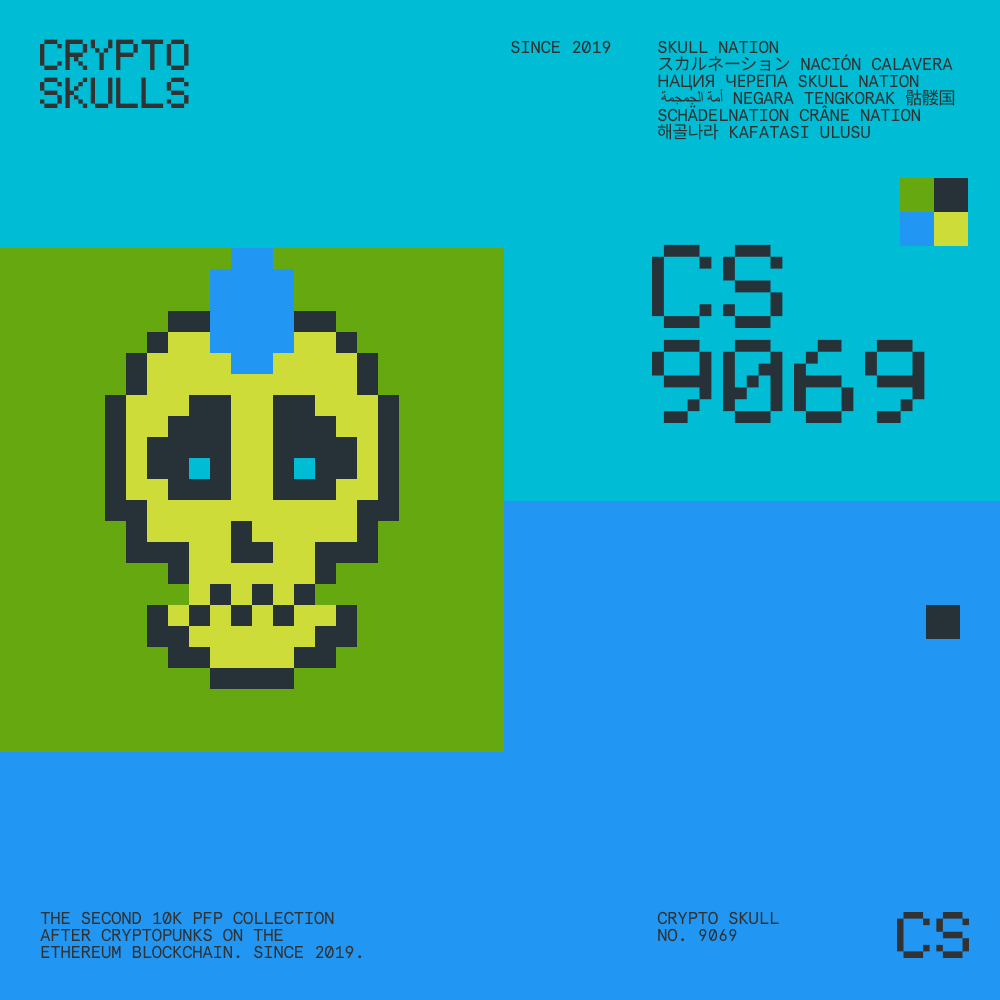 CRYPTO
SKULLS
SINCE 2019
SKULL NATION
スカルネーション NACIÓN CALAVERA
НАЦИЯ ЧЕРЕПА SKULL NATION
أمة الجمجمة NEGARA TENGKORAK 骷髅国
SCHÄDELNATION CRÂNE NATION
해골나라 KAFATASI ULUSU
CS
9069
THE SECOND 10K PFP COLLECTION
AFTER CRYPTOPUNKS ON THE
ETHEREUM BLOCKCHAIN. SINCE 2019.
CRYPTO SKULL
NO. 9069
CS